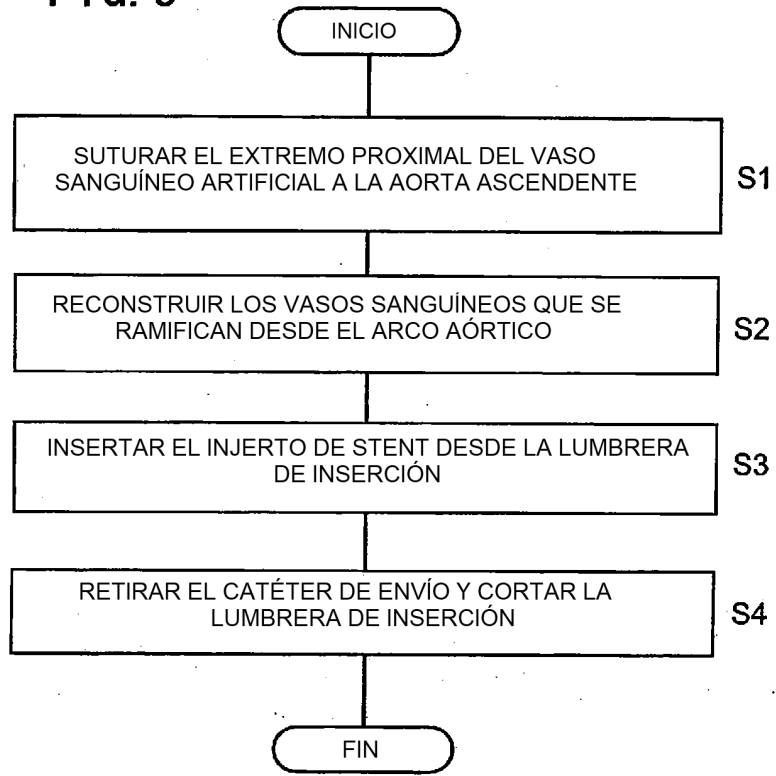 INICIO
SUTURAR EL EXTREMO PROXIMAL DEL VASO
SANGUÍNEO ARTIFICIAL A LA AORTA ASCENDENTE
S1
RECONSTRUIR LOS VASOS SANGUÍNEOS QUE SE
RAMIFICAN DESDE EL ARCO AÓRTICO
S2
INSERTAR EL INJERTO DE STENT DESDE LA LUMBRERA
DE INSERCIÓN
S3
RETIRAR EL CATÉTER DE ENVÍO Y CORTAR LA
LUMBRERA DE INSERCIÓN
S4
FIN